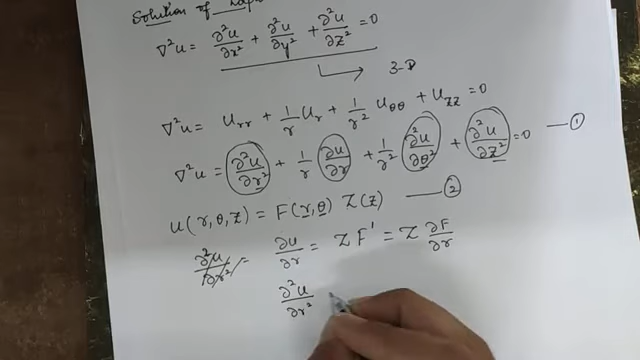 Solution of
∇²u = ∂²u/∂x² + ∂²u/∂y² + ∂²u/∂z² = 0
3-D
∇²u = u_rr + 1/r u_r + 1/r² u_θθ + u_zz = 0
∇²u = ∂²u/∂r² + 1/r ∂u/∂r + 1/r² ∂²u/∂θ² + ∂²u/∂z² = 0 — ①
u(r,θ,z) = F(r,θ) Z(z) — ②
∂²u/∂r² = ∂u/∂r = Z F' = Z ∂F/∂r
∂²u/∂r²